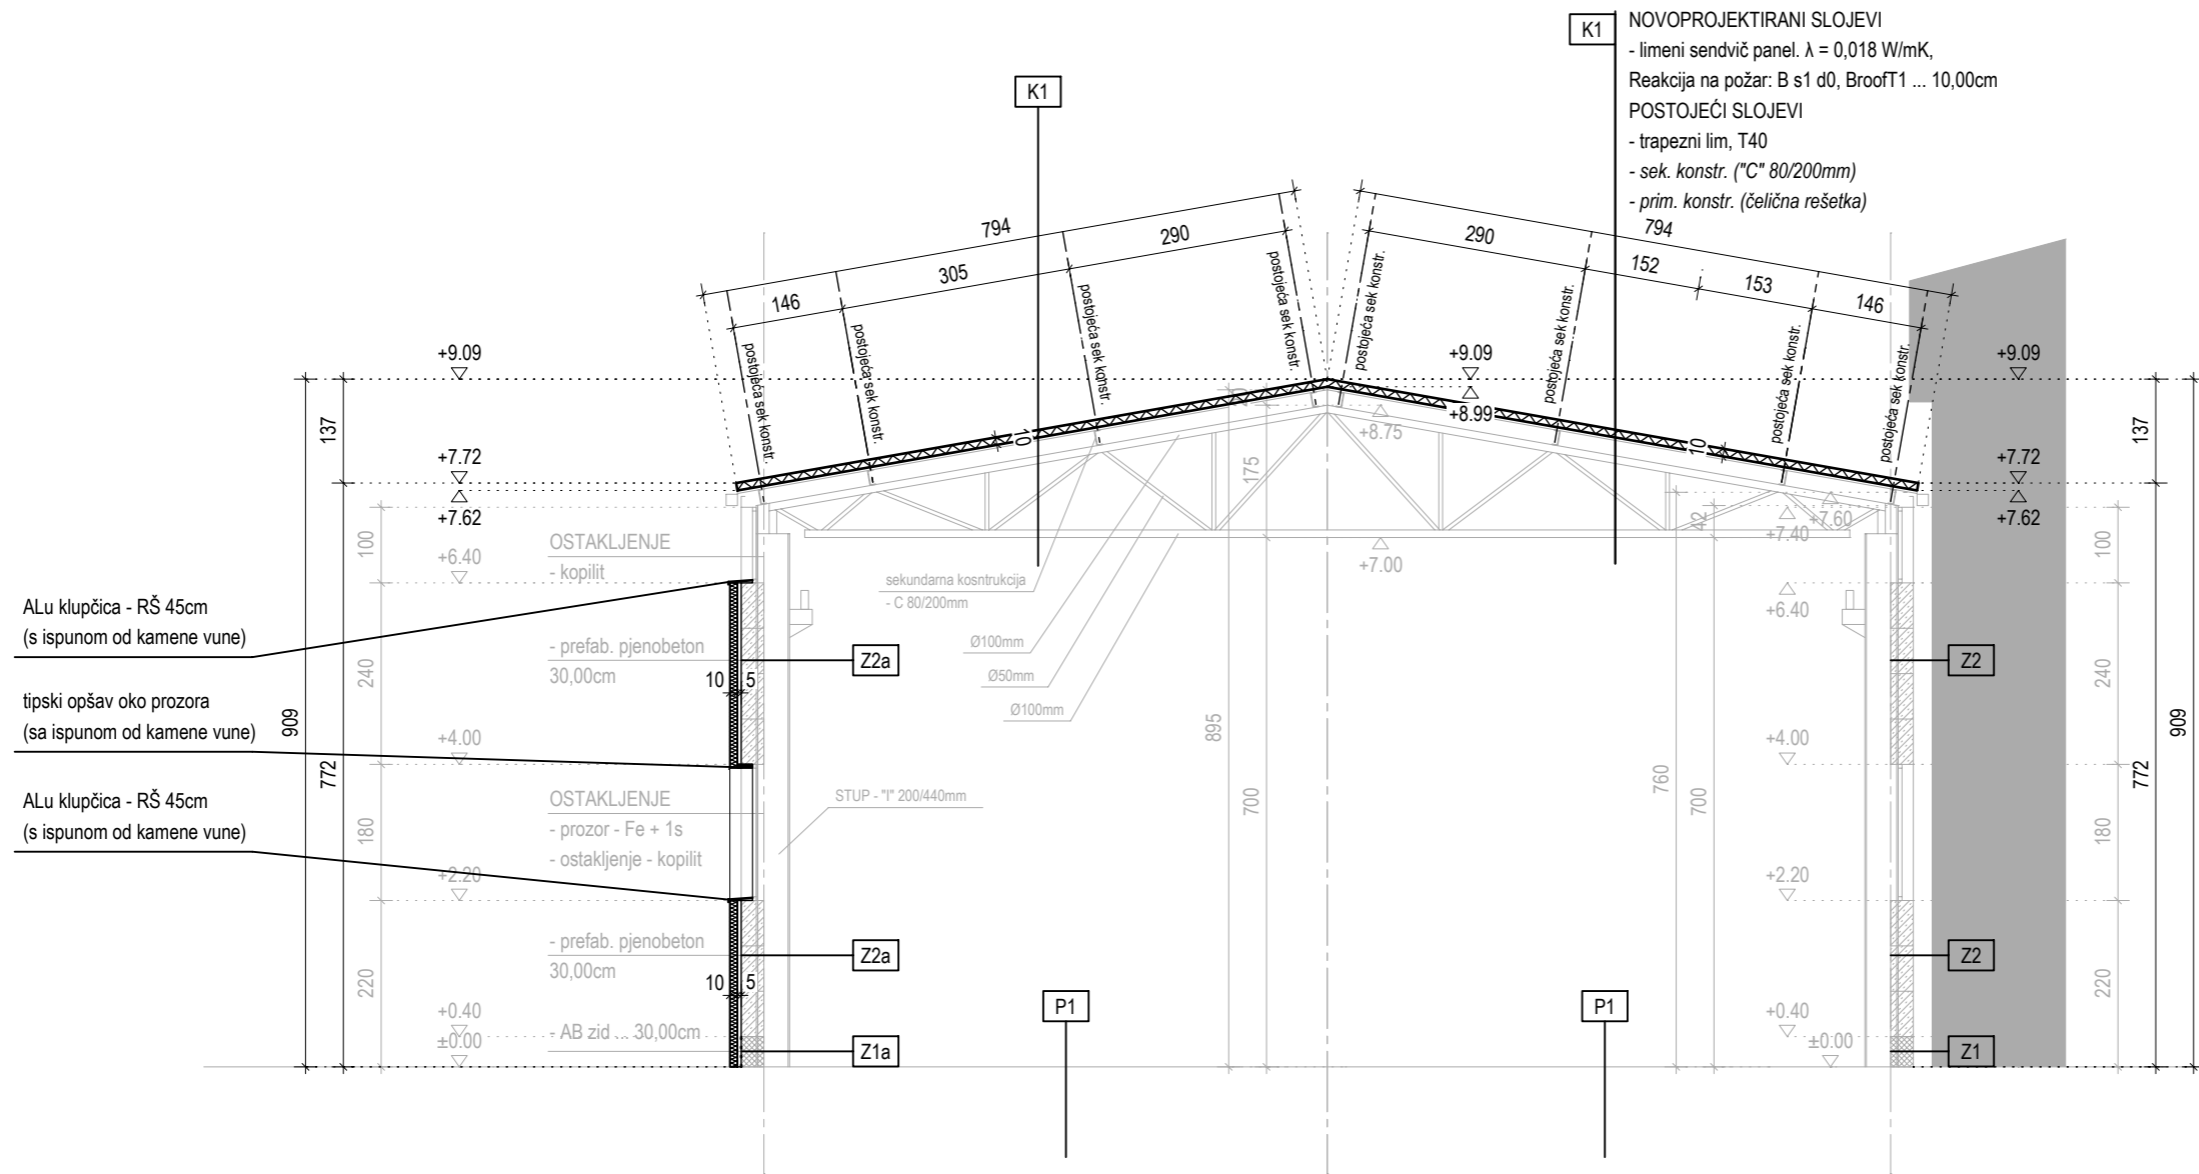 K1
NOVOPROJEKTIRANI SLOJEVI
- limeni sendvič panel. λ = 0,018 W/mK,
Reakcija na požar: B s1 d0, BroofT1 ... 10,00cm
POSTOJEĆI SLOJEVI
- trapezni lim, T40
- sek. konstr. ("C" 80/200mm)
- prim. konstr. (čelična rešetka)
K1
794
290
305
146
794
290
152
153
146
postojeća sek konstr.
postojeća sek konstr.
postojeća sek konstr.
postojeća sek konstr.
postojeća sek konstr.
postojeća sek konstr.
postojeća sek konstr.
postojeća sek konstr.
+9.09
+9.09
+9.09
+8.99
+8.75
137
137
10
10
+7.72
+7.62
+7.72
+7.62
+7.60
+7.40
42
175
100
100
+6.40
+6.40
+7.00
OSTAKLJENJE
- kopilit
sekundarna kosntrukcija
- C 80/200mm
Ø100mm
Ø50mm
Ø100mm
ALu klupčica - RŠ 45cm
(s ispunom od kamene vune)
- prefab. pjenobeton
30,00cm
Z2a
Z2
10
5
240
240
tipski opšav oko prozora
(sa ispunom od kamene vune)
909
772
895
700
760
700
772
909
+4.00
+4.00
ALu klupčica - RŠ 45cm
(s ispunom od kamene vune)
OSTAKLJENJE
- prozor - Fe + 1s
- ostakljenje - kopilit
STUP - "I" 200/440mm
180
180
+2.20
+2.20
- prefab. pjenobeton
30,00cm
Z2a
Z2
10
5
220
220
P1
P1
+0.40
±0.00
- AB zid ... 30,00cm
Z1a
+0.40
±0.00
Z1